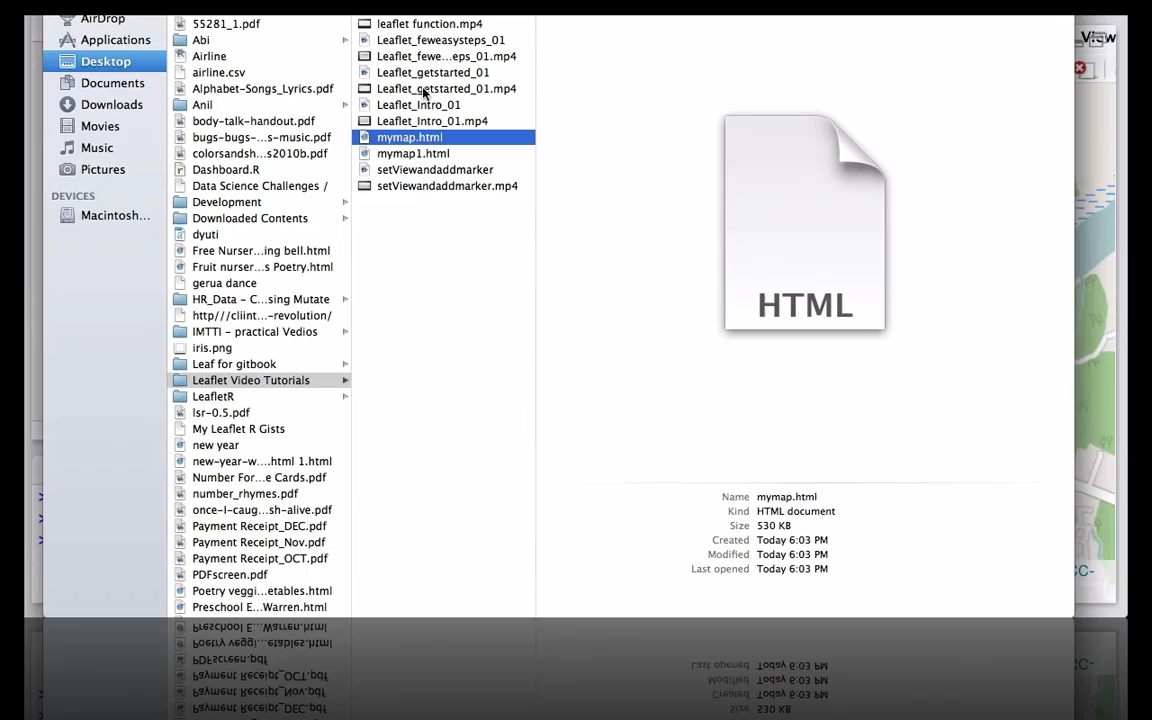 AirDrop
Applications
Desktop
Documents
Downloads
Movies
Music
Pictures
DEVICES
Macintosh...
55281_1.pdf
Abi
Airline
airline.csv
Alphabet-Songs_Lyrics.pdf
Anil
body-talk-handout.pdf
bugs-bugs-...s-music.pdf
colorsandsh...s2010b.pdf
Dashboard.R
Data Science Challenges /
Development
Downloaded Contents
dyuti
Free Nurser...ing bell.html
Fruit nurser...s Poetry.html
gerua dance
HR_Data - C...sing Mutate
http///cliint...-revolution/
IMTTI - practical Vedios
iris.png
Leaf for gitbook
Leaflet Video Tutorials
LeafletR
lsr-0.5.pdf
My Leaflet R Gists
new year
new-year-w....html 1.html
Number For...e Cards.pdf
number_rhymes.pdf
once-I-caug...sh-alive.pdf
Payment Receipt_DEC.pdf
Payment Receipt_Nov.pdf
Payment Receipt_OCT.pdf
PDFscreen.pdf
Poetry veggi...etables.html
Preschool E...Warren.html
leaflet function.mp4
Leaflet_feweasysteps_01
Leaflet_fewe...eps_01.mp4
Leaflet_getstarted_01
Leaflet_getstarted_01.mp4
Leaflet_Intro_01
Leaflet_Intro_01.mp4
mymap.html
mymap1.html
setViewandaddmarker
setViewandaddmarker.mp4
HTML
Name mymap.html
Kind HTML document
Size 530 KB
Created Today 6:03 PM
Modified Today 6:03 PM
Last opened Today 6:03 PM
View
CC-